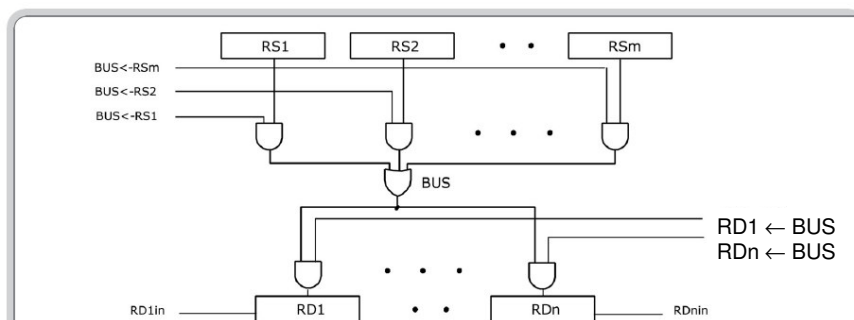 RS1 RS2 RSm
BUS<-RSm
BUS<-RS2
BUS<-RS1
BUS
RD1 ← BUS
RDn ← BUS
RD1in RD1 RDn RDnin